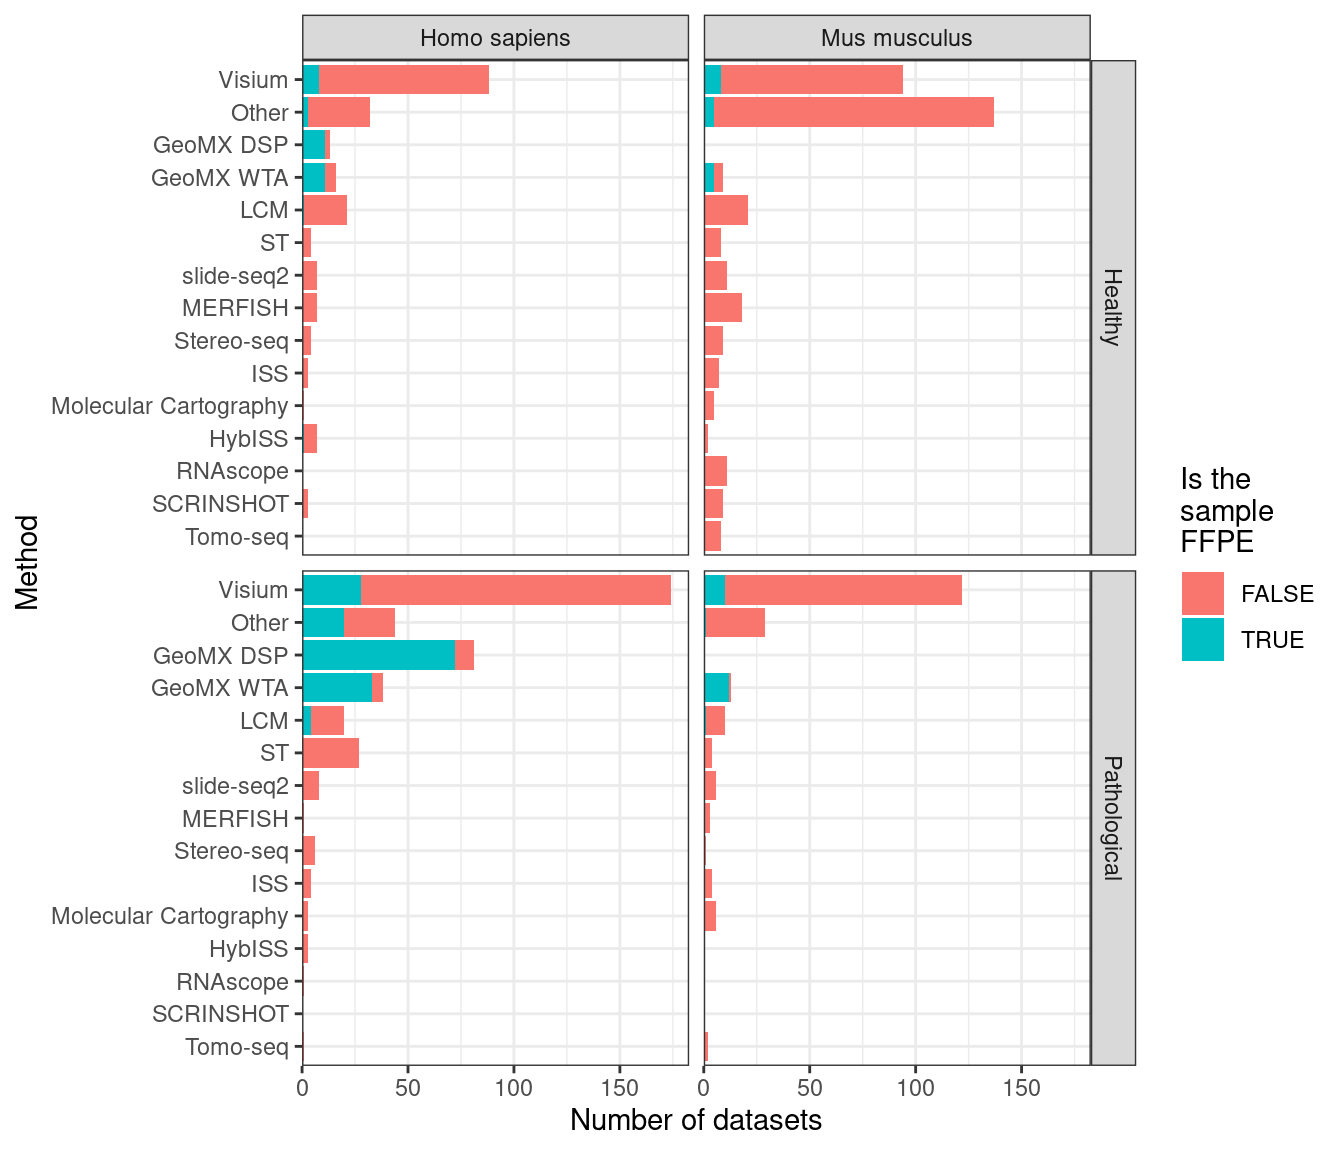 Homo sapiens
Mus musculus
Visium
Other
GeoMX DSP
GeoMX WTA
LCM
ST
slide-seq2
MERFISH
Stereo-seq
ISS
Molecular Cartography
HybISS
RNAscope
SCRINSHOT
Tomo-seq
Healthy
Visium
Other
GeoMX DSP
GeoMX WTA
LCM
ST
slide-seq2
MERFISH
Stereo-seq
ISS
Molecular Cartography
HybISS
RNAscope
SCRINSHOT
Tomo-seq
Pathological
0 50 100 150
0 50 100 150
Number of datasets
Method
Is the
sample
FFPE
FALSE
TRUE